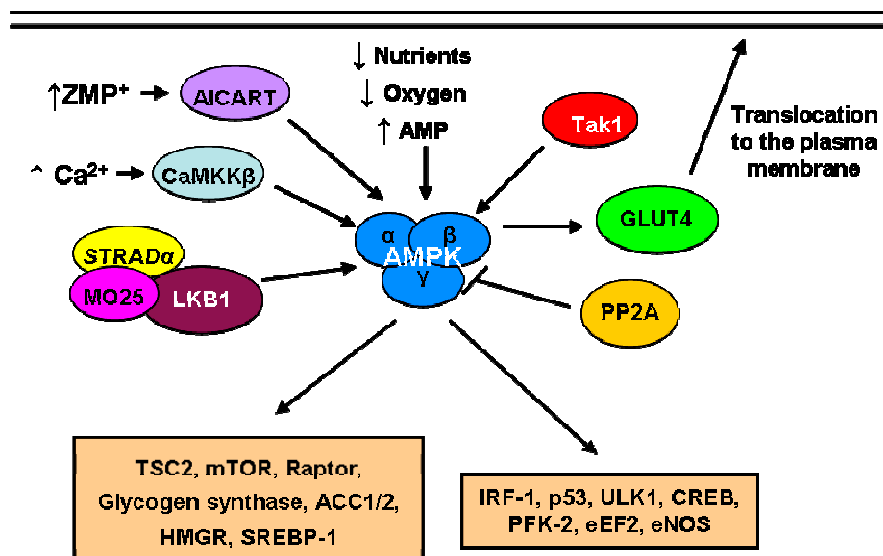 ↓ Nutrients
↓ Oxygen
↑ AMP
↑ZMP⁺
AICART
Tak1
Translocation
to the plasma
membrane
^ Ca²⁺
CaMKKβ
GLUT4
α β
AMPK
γ
STRADα
MO25
LKB1
PP2A
TSC2, mTOR, Raptor,
Glycogen synthase, ACC1/2,
HMGR, SREBP-1
IRF-1, p53, ULK1, CREB,
PFK-2, eEF2, eNOS